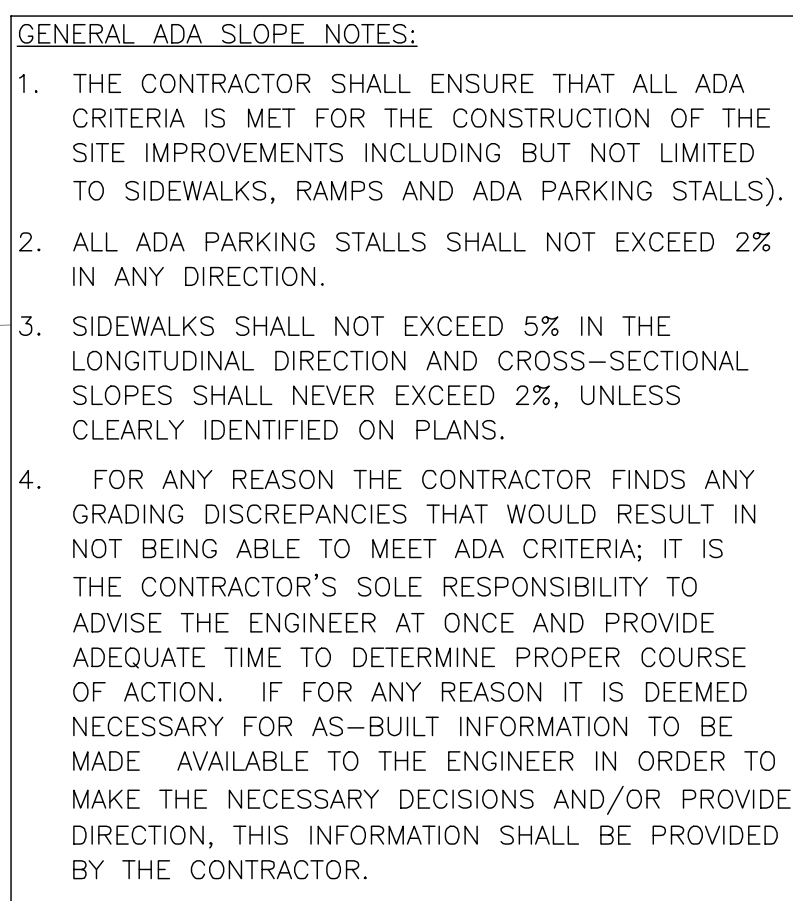 GENERAL ADA SLOPE NOTES:
1. THE CONTRACTOR SHALL ENSURE THAT ALL ADA
CRITERIA IS MET FOR THE CONSTRUCTION OF THE
SITE IMPROVEMENTS INCLUDING BUT NOT LIMITED
TO SIDEWALKS, RAMPS AND ADA PARKING STALLS).
2. ALL ADA PARKING STALLS SHALL NOT EXCEED 2%
IN ANY DIRECTION.
3. SIDEWALKS SHALL NOT EXCEED 5% IN THE
LONGITUDINAL DIRECTION AND CROSS-SECTIONAL
SLOPES SHALL NEVER EXCEED 2%, UNLESS
CLEARLY IDENTIFIED ON PLANS.
4. FOR ANY REASON THE CONTRACTOR FINDS ANY
GRADING DISCREPANCIES THAT WOULD RESULT IN
NOT BEING ABLE TO MEET ADA CRITERIA; IT IS
THE CONTRACTOR'S SOLE RESPONSIBILITY TO
ADVISE THE ENGINEER AT ONCE AND PROVIDE
ADEQUATE TIME TO DETERMINE PROPER COURSE
OF ACTION. IF FOR ANY REASON IT IS DEEMED
NECESSARY FOR AS-BUILT INFORMATION TO BE
MADE AVAILABLE TO THE ENGINEER IN ORDER TO
MAKE THE NECESSARY DECISIONS AND/OR PROVIDE
DIRECTION, THIS INFORMATION SHALL BE PROVIDED
BY THE CONTRACTOR.